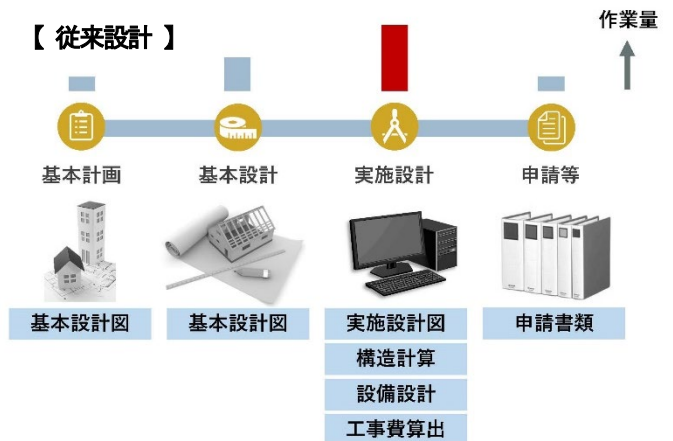 【 従来設計 】
作業量
基本計画
基本設計
実施設計
申請等
基本設計図
基本設計図
実施設計図
申請書類
構造計算
設備設計
工事費算出